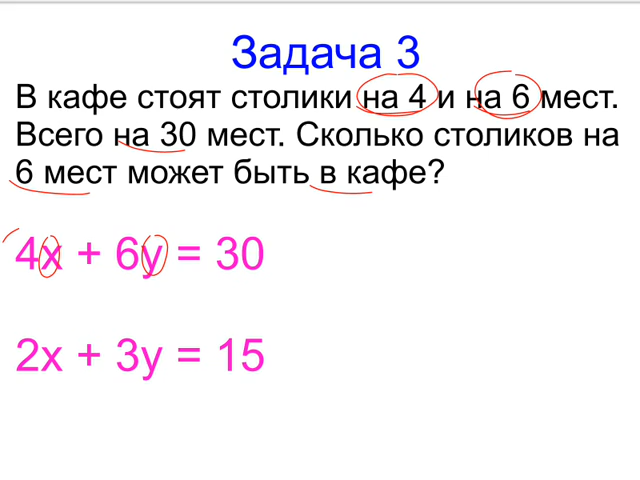 Задача 3
В кафе стоят столики на 4 и на 6 мест.
Всего на 30 мест. Сколько столиков на
6 мест может быть в кафе?
4x + 6y = 30
2x + 3y = 15